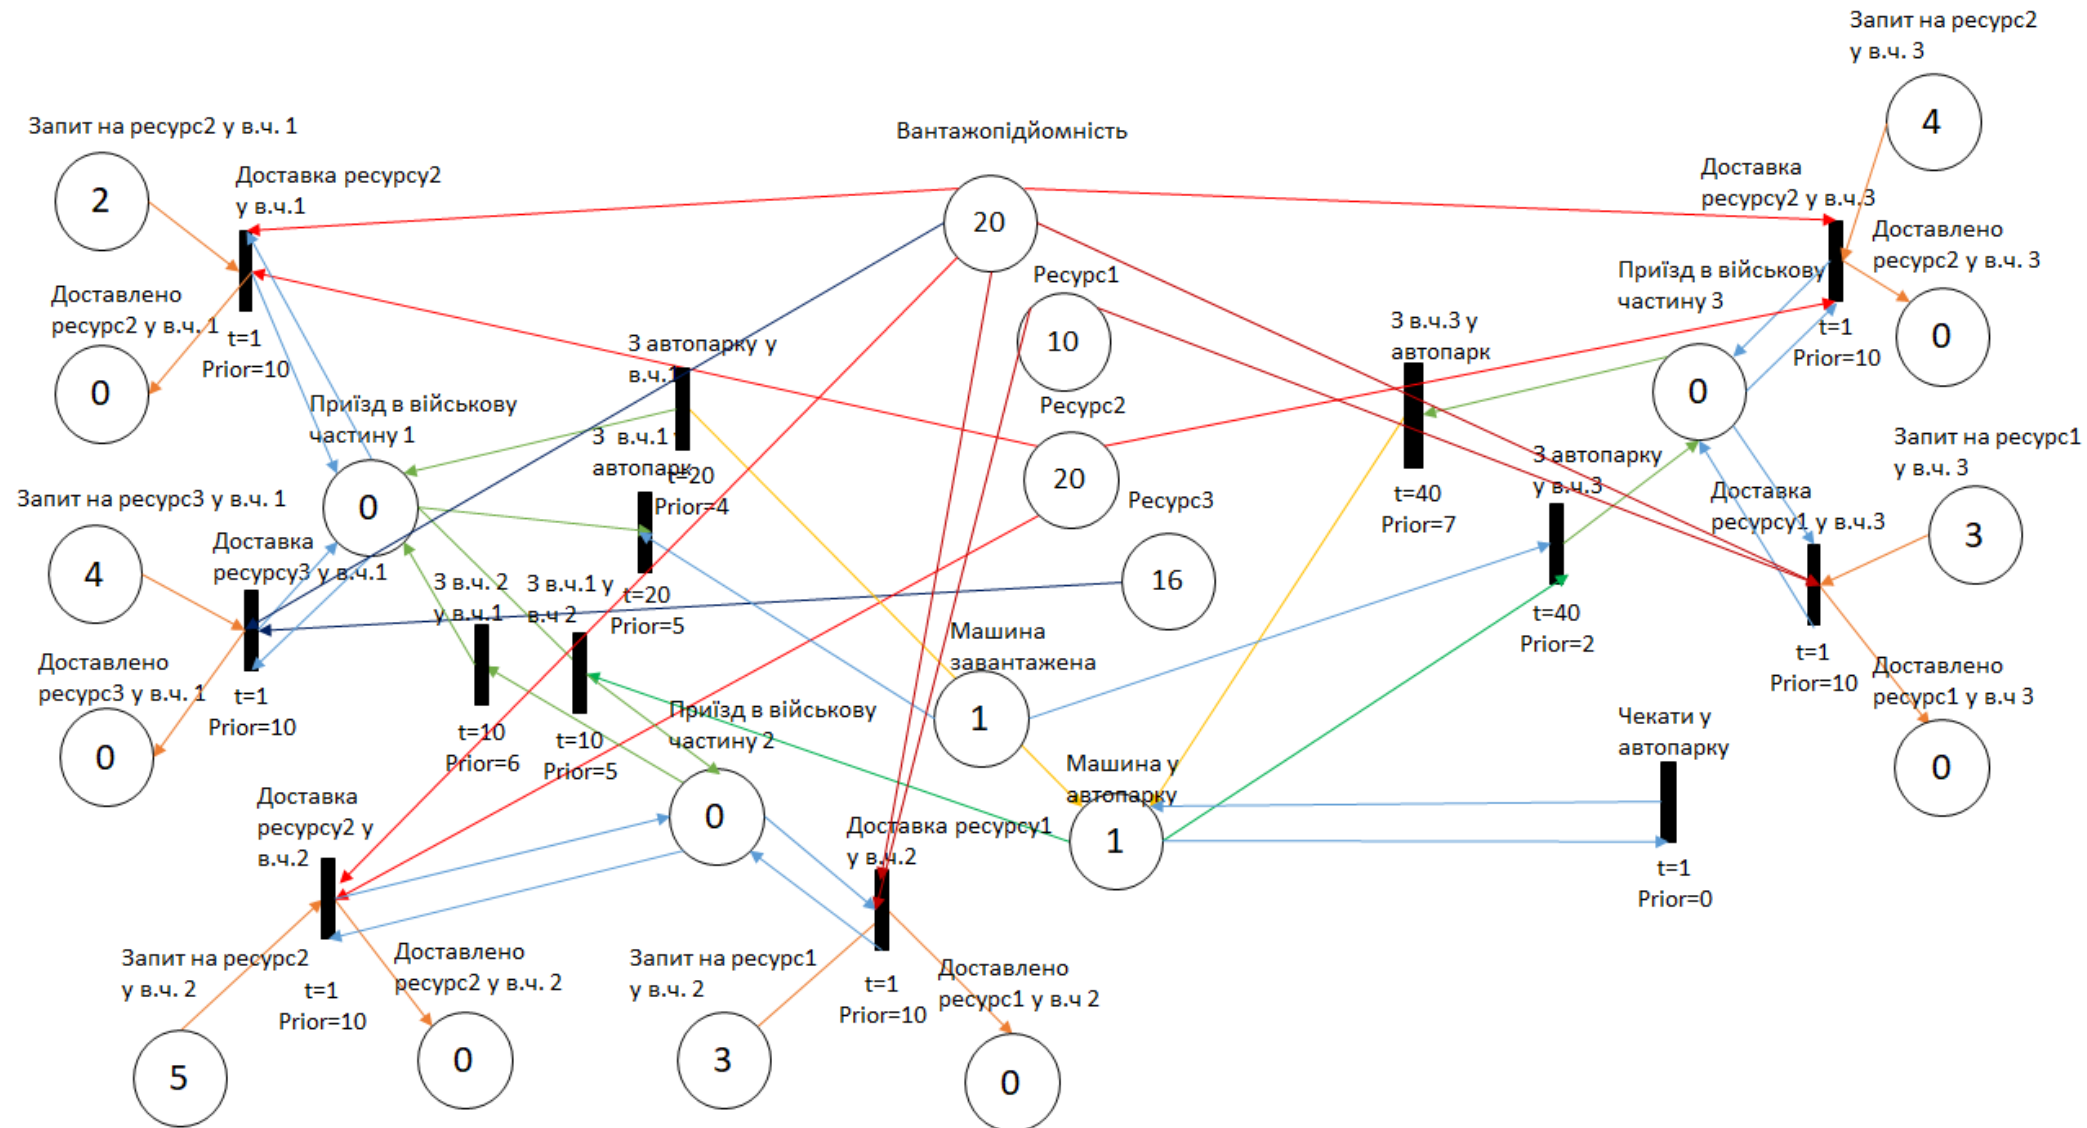 Запит на ресурс2
у в.ч. 3
4
Запит на ресурс2 у в.ч. 1
2
Доставка ресурсу2
у в.ч.1
Вантажопідйомність
20
Доставка
ресурсу2 у в.ч.3
Доставлено
ресурс2 у в.ч. 3
0
t=1
Prior=10
Доставлено
ресурс2 у в.ч. 1
0
t=1
Prior=10
Ресурс1
10
Приїзд в військову
частину 3
0
З автопарку у
в.ч.1
t=20
Prior=4
З в.ч.3 у
автопарк
t=40
Prior=7
Ресурс2
20
Приїзд в військову
частину 1
0
З в.ч.1 у
автопарк
t=20
Prior=5
З автопарку
у в.ч.3
t=40
Prior=2
Запит на ресурс1
у в.ч. 3
3
Доставка
ресурсу1 у в.ч.3
t=1
Prior=10
Запит на ресурс3 у в.ч. 1
4
Доставка
ресурсу3 у в.ч.1
t=1
Prior=10
Ресурс3
16
З в.ч. 2
у в.ч.1
t=10
Prior=6
З в.ч.1 у
в.ч 2
t=10
Prior=5
Машина
завантажена
1
Доставлено
ресурс3 у в.ч. 1
0
Доставлено
ресурс1 у в.ч 3
0
Приїзд в військову
частину 2
0
Машина у
автопарку
1
Чекати у
автопарку
t=1
Prior=0
Доставка
ресурсу2 у
в.ч.2
t=1
Prior=10
Доставка ресурсу1
у в.ч.2
t=1
Prior=10
Запит на ресурс2
у в.ч. 2
5
Доставлено
ресурс2 у в.ч. 2
0
Запит на ресурс1
у в.ч. 2
3
Доставлено
ресурс1 у в.ч 2
0